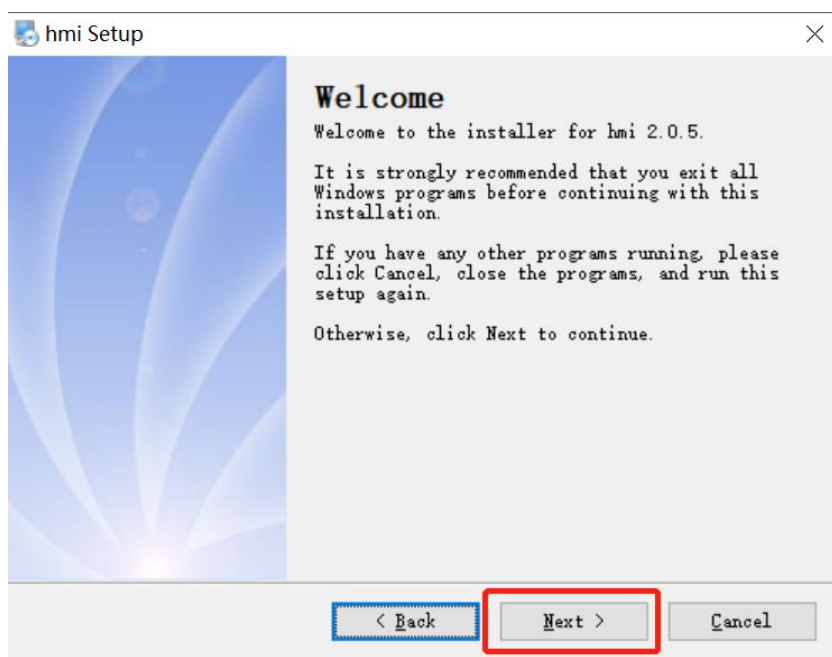 hmi Setup
Welcome
Welcome to the installer for hmi 2.0.5.
It is strongly recommended that you exit all
Windows programs before continuing with this
installation.
If you have any other programs running, please
click Cancel, close the programs, and run this
setup again.
Otherwise, click Next to continue.
< Back
Next >
Cancel